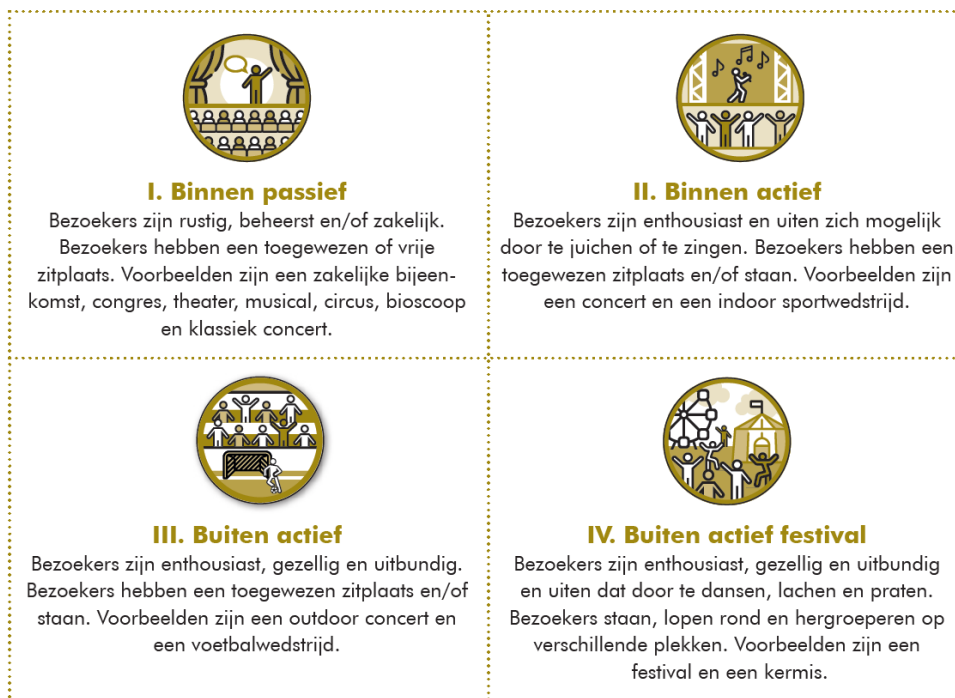 I. Binnen passief
Bezoekers zijn rustig, beheerst en/of zakelijk.
Bezoekers hebben een toegewezen of vrije
zitplaats. Voorbeelden zijn een zakelijke bijeen-
komst, congres, theater, musical, circus, bioscoop
en klassiek concert.
II. Binnen actief
Bezoekers zijn enthousiast en uiten zich mogelijk
door te juichen of te zingen. Bezoekers hebben een
toegewezen zitplaats en/of staan. Voorbeelden zijn
een concert en een indoor sportwedstrijd.
III. Buiten actief
Bezoekers zijn enthousiast, gezellig en uitbundig.
Bezoekers hebben een toegewezen zitplaats en/of
staan. Voorbeelden zijn een outdoor concert en
een voetbalwedstrijd.
IV. Buiten actief festival
Bezoekers zijn enthousiast, gezellig en uitbundig
en uiten dat door te dansen, lachen en praten.
Bezoekers staan, lopen rond en hergroeperen op
verschillende plekken. Voorbeelden zijn een
festival en een kermis.